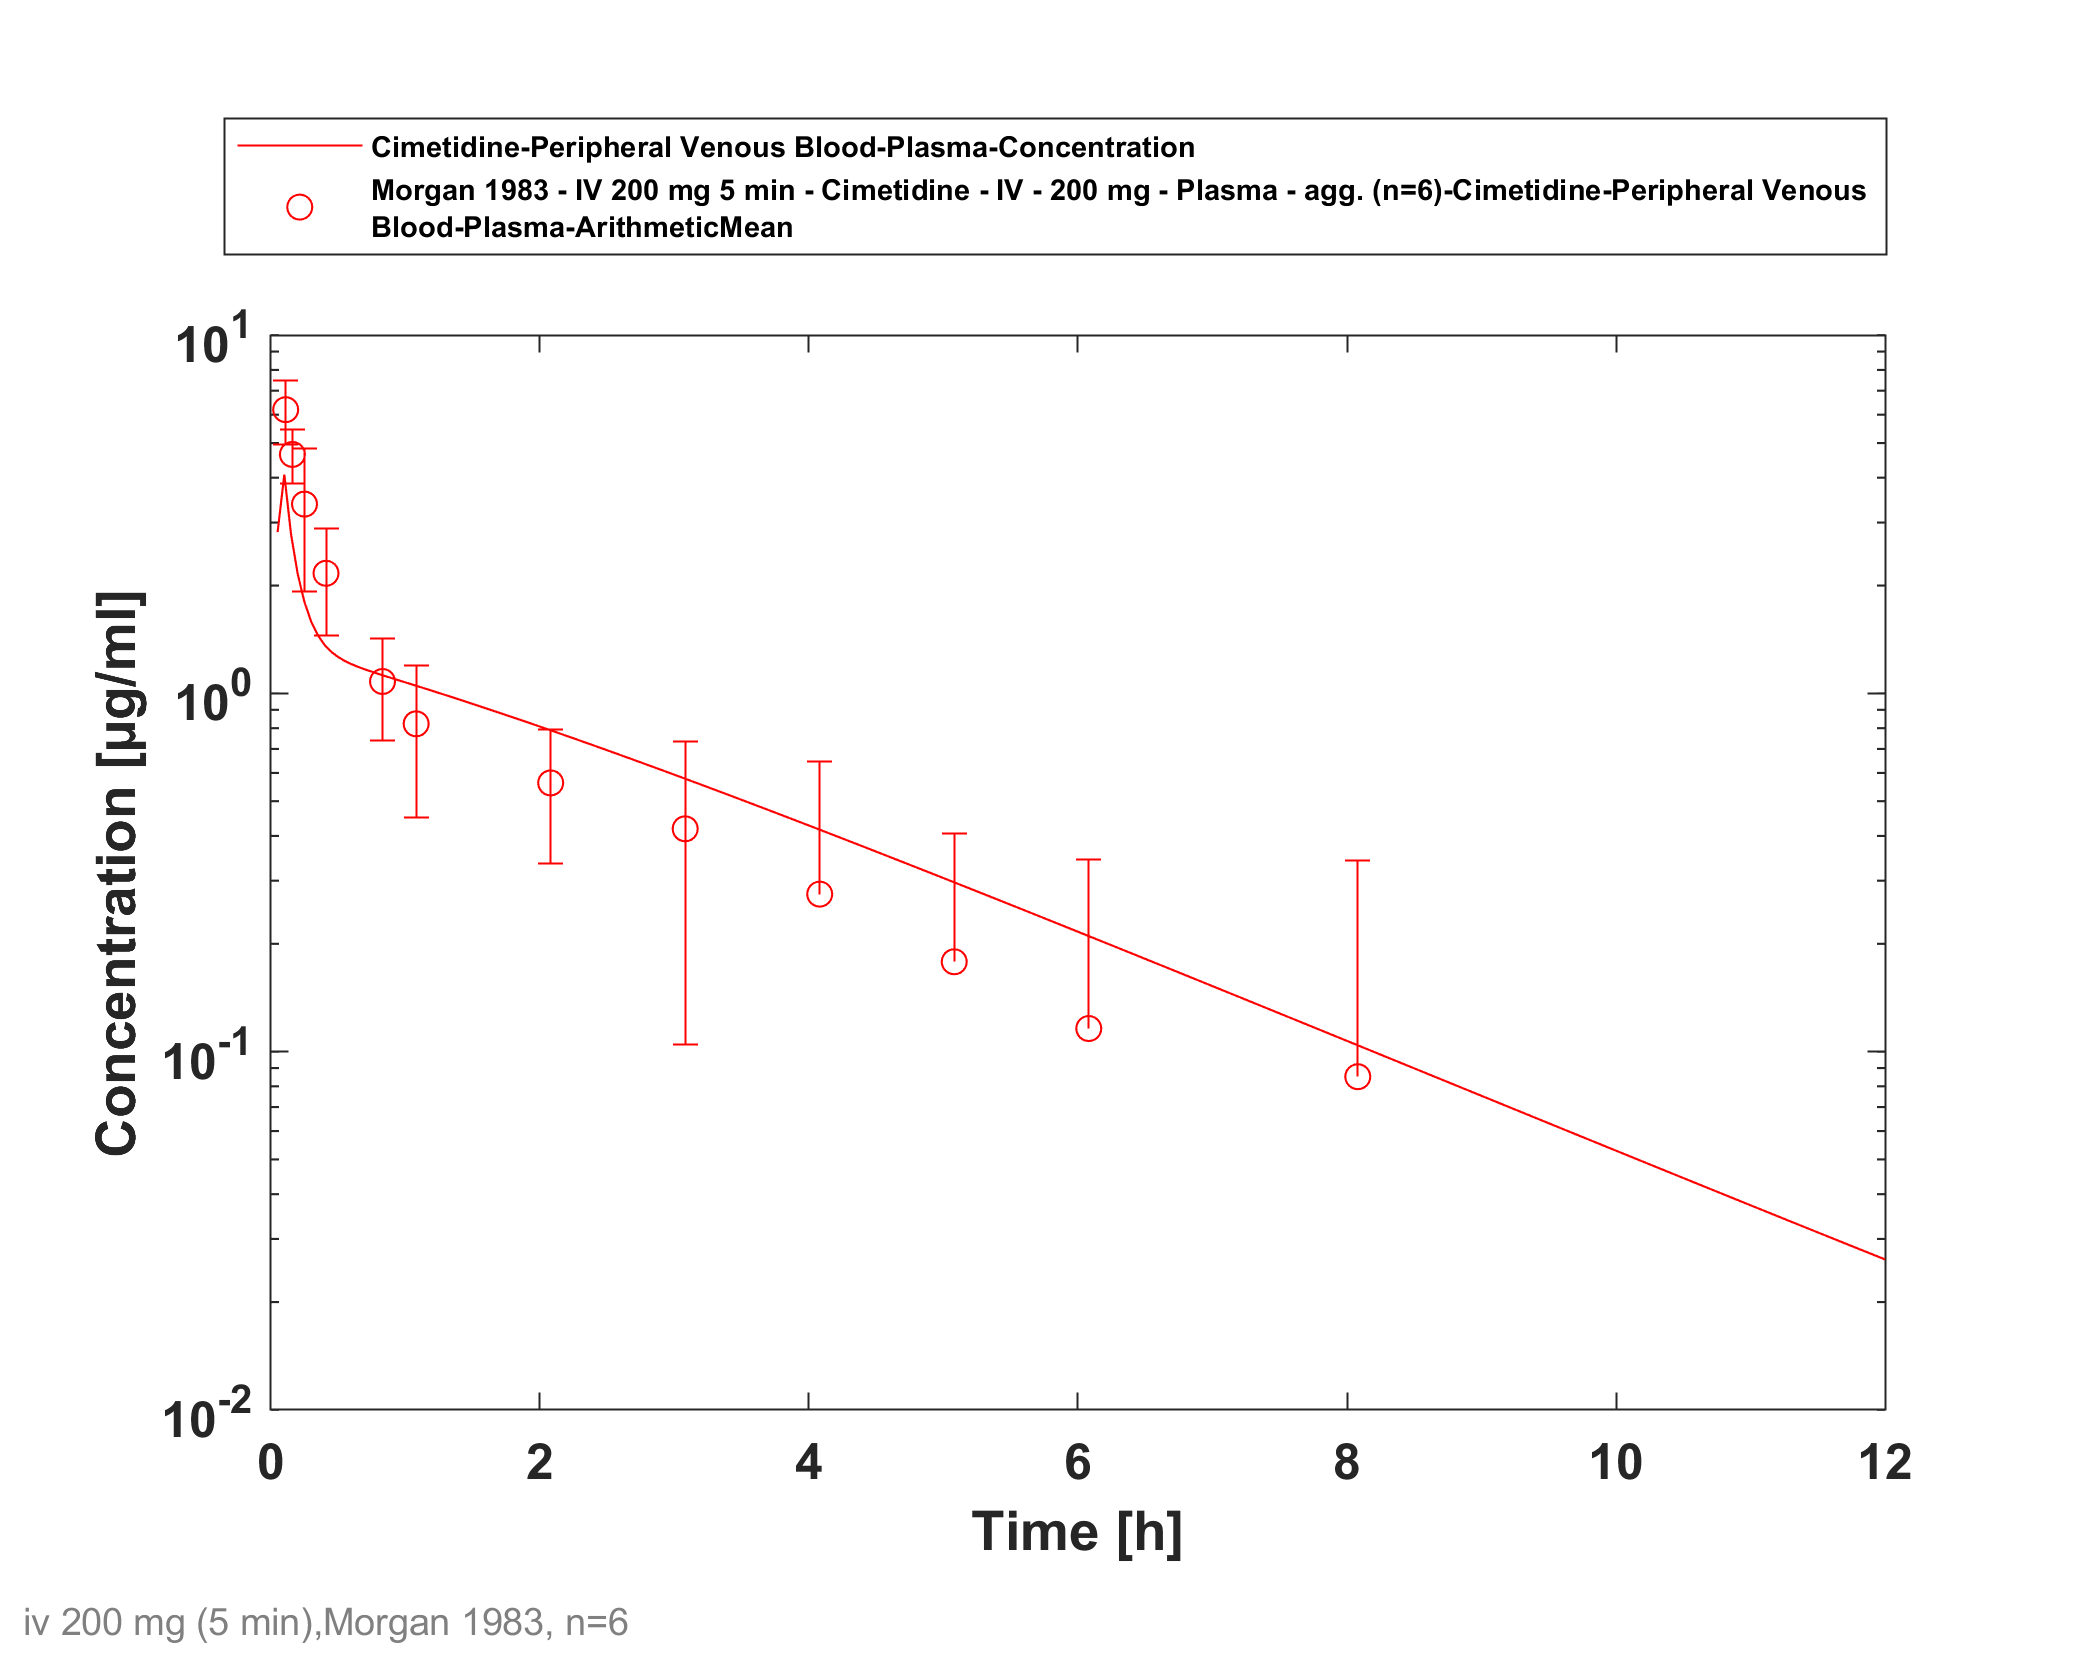 Cimetidine-Peripheral Venous Blood-Plasma-Concentration
Morgan 1983 - IV 200 mg 5 min - Cimetidine - IV - 200 mg - Plasma - agg. (n=6)-Cimetidine-Peripheral Venous
Blood-Plasma-ArithmeticMean
10^1
10^0
10^-1
10^-2
Concentration [µg/ml]
0 2 4 6 8 10 12
Time [h]
iv 200 mg (5 min),Morgan 1983, n=6